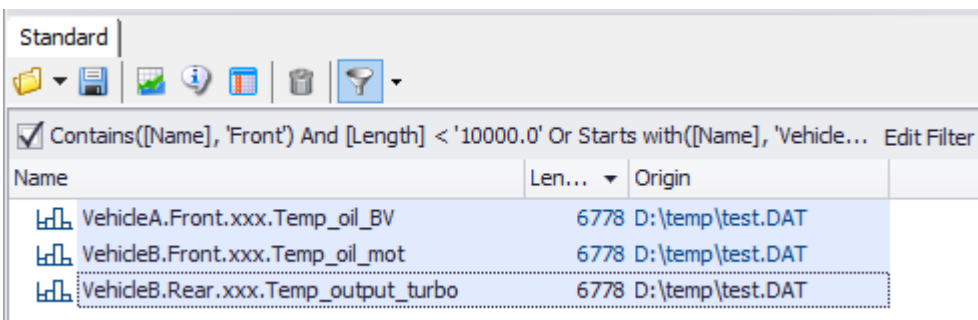 Standard
Contains([Name], 'Front') And [Length] < '10000.0' Or Starts with([Name], 'Vehicle... Edit Filter
Name Len... Origin
VehicleA.Front.xxx.Temp_oil_BV 6778 D:\temp\test.DAT
VehicleB.Front.xxx.Temp_oil_mot 6778 D:\temp\test.DAT
VehicleB.Rear.xxx.Temp_output_turbo 6778 D:\temp\test.DAT